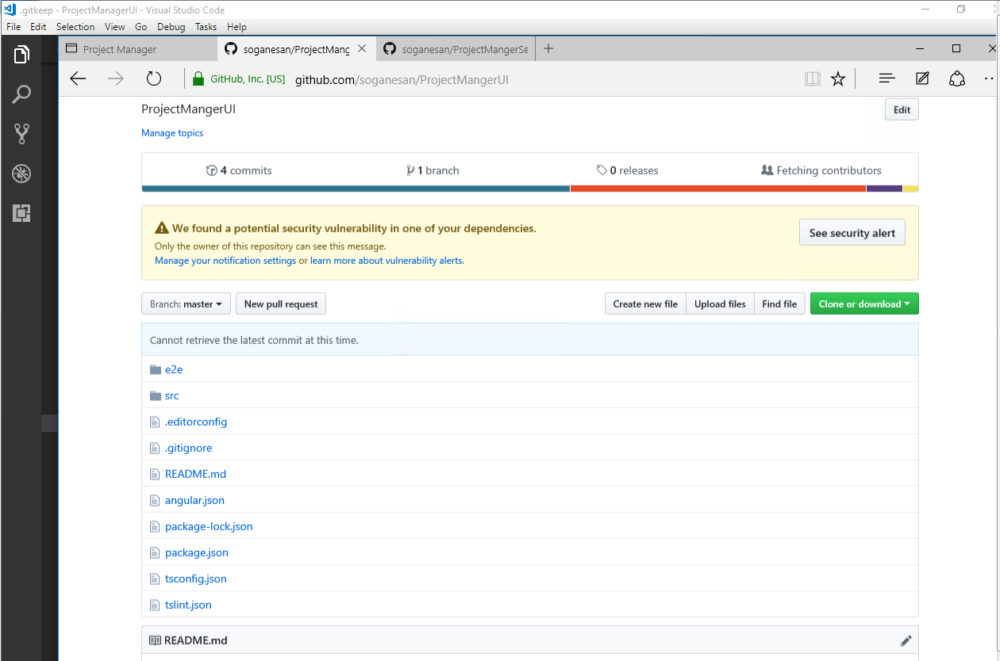 .gitkeep - ProjectManagerUI - Visual Studio Code
File Edit Selection View Go Debug Tasks Help
Project Manager soganesan/ProjectMang soganesan/ProjectMangerSe
GitHub, Inc. [US] github.com/soganesan/ProjectMangerUI
ProjectMangerUI Edit
Manage topics
4 commits 1 branch 0 releases Fetching contributors
We found a potential security vulnerability in one of your dependencies.
Only the owner of this repository can see this message.
Manage your notification settings or learn more about vulnerability alerts.
See security alert
Branch: master New pull request Create new file Upload files Find file Clone or download
Cannot retrieve the latest commit at this time.
e2e
src
.editorconfig
.gitignore
README.md
angular.json
package-lock.json
package.json
tsconfig.json
tslint.json
README.md